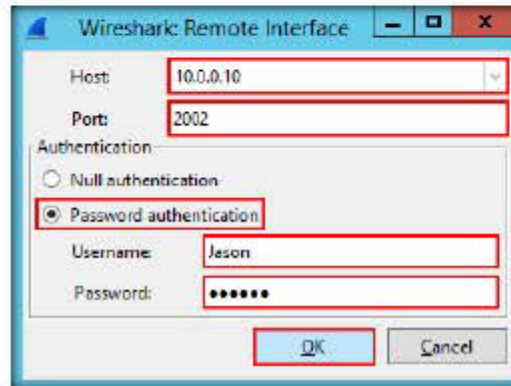 Wireshark: Remote Interface
Host: 10.0.0.10
Port: 2002
Authentication
Null authentication
Password authentication
Username: Jason
Password: ●●●●●●
OK Cancel